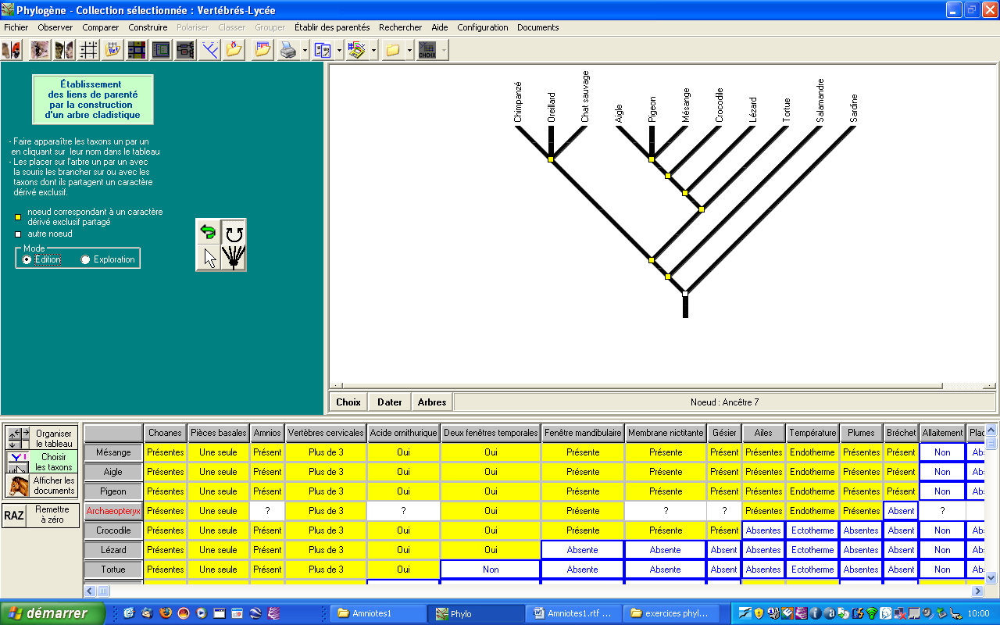 Phylogène - Collection sélectionnée : Vertébrés-Lycée
Fichier Observer Comparer Construire Polariser Classer Grouper Établir des parentés Rechercher Aide Configuration Documents
CHOIX
Établissement
des liens de parenté
par la construction
d'un arbre cladistique
- Faire apparaître les taxons un par un
en cliquant sur leur nom dans le tableau
- Les placer sur l'arbre un par un avec
la souris les brancher sur ou avec les
taxons dont ils partagent un caractère
dérivé exclusif.
noeud correspondant à un caractère
dérivé exclusif partagé
autre noeud
Mode
Edition Exploration
Chimpanzé
Oreillard
Chat sauvage
Aigle
Pigeon
Mésange
Crocodile
Lézard
Tortue
Salamandre
Sardine
Choix Dater Arbres Noeud : Ancêtre 7
Organiser
le tableau
Choisir
les taxons
Afficher les
documents
RAZ Remettre
à zéro
Choanes Pièces basales Amnios Vertèbres cervicales Acide ornithurique Deux fenêtres temporales Fenêtre mandibulaire Membrane nictitante Gésier Ailes Température Plumes Bréchet Allaitement Plac
Mésange Présentes Une seule Présent Plus de 3 Oui Oui Présente Présente Présent Présentes Endotherme Présentes Présent Non Abs
Aigle Présentes Une seule Présent Plus de 3 Oui Oui Présente Présente Présent Présentes Endotherme Présentes Présent Non Abs
Pigeon Présentes Une seule Présent Plus de 3 Oui Oui Présente Présente Présent Présentes Endotherme Présentes Présent Non Abs
Archaeopteryx Présentes Une seule ? Plus de 3 ? Oui Présente ? ? Présentes Endotherme Présentes Absent ?
Crocodile Présentes Une seule Présent Plus de 3 Oui Oui Présente Présente Présent Absentes Ectotherme Absentes Absent Non Abs
Lézard Présentes Une seule Présent Plus de 3 Oui Oui Absente Absente Absent Absentes Ectotherme Absentes Absent Non Abs
Tortue Présentes Une seule Présent Plus de 3 Oui Non Absente Absente Absent Absentes Ectotherme Absentes Absent Non Abs
démarrer Amniotes1 Phylo Amniotes1.rtf ... exercices phyl... 10:00